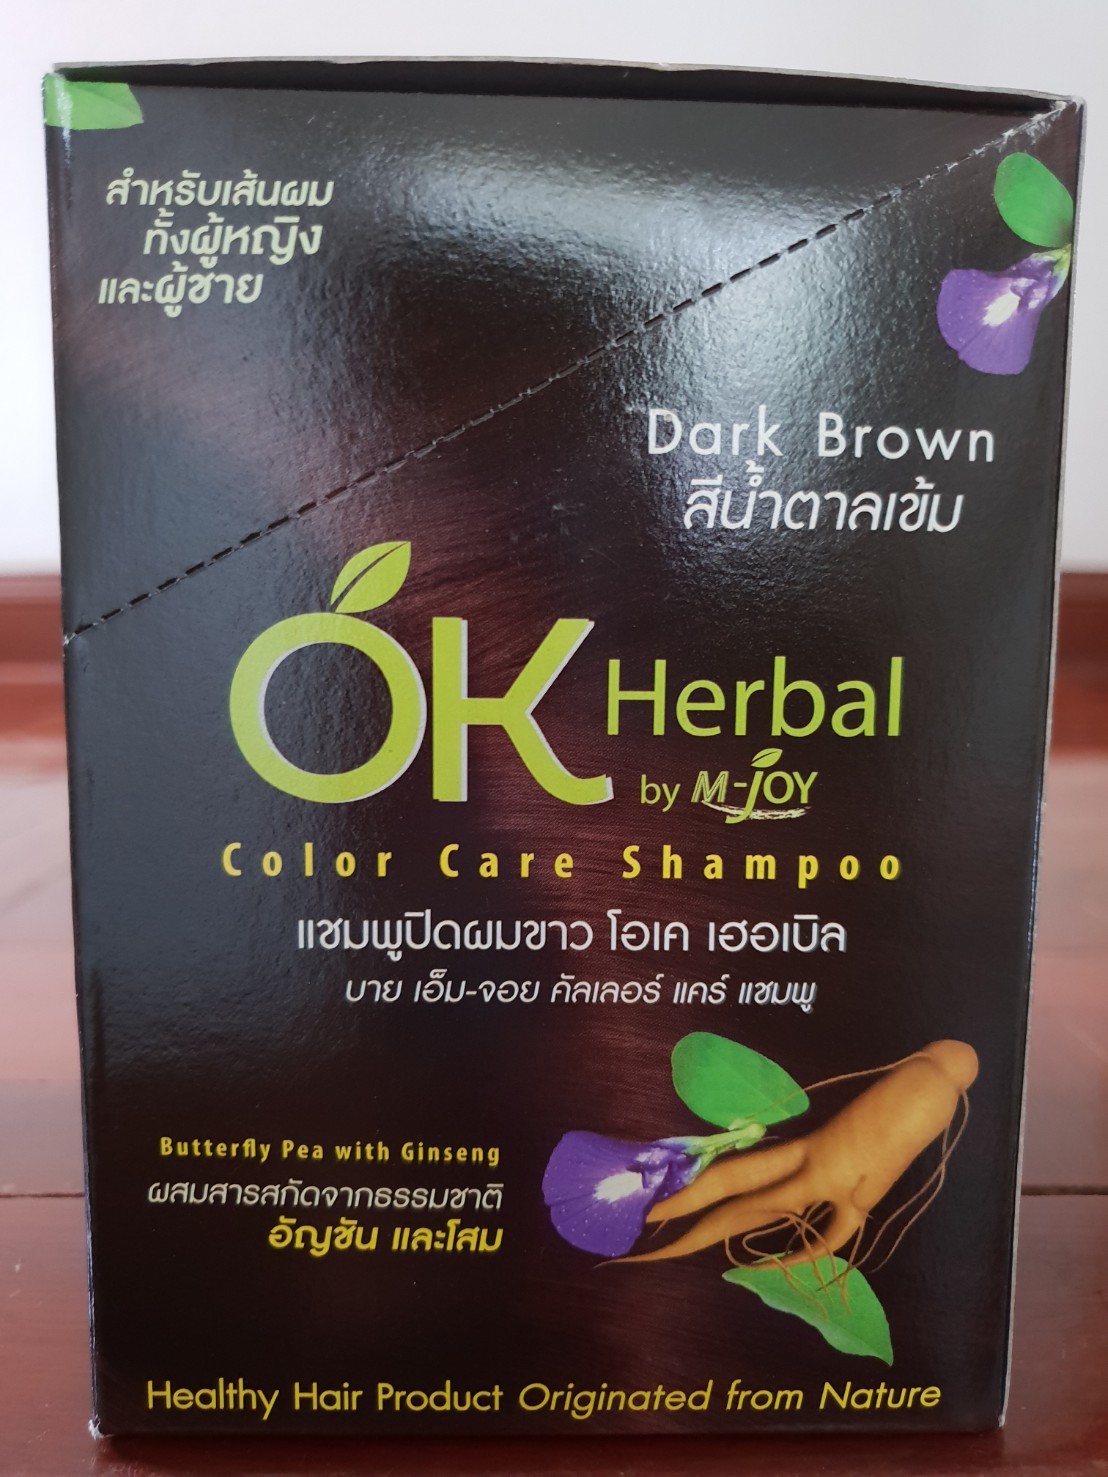 สำหรับเส้นผม
ทั้งผู้หญิง
และผู้ชาย
Dark Brown
สีน้ำตาลเข้ม
OK Herbal
by M-JOY
Color Care Shampoo
แชมพูปิดผมขาว โอเค เฮอเบิล
บาย เอ็ม-จอย คัลเลอร์ แคร์ แชมพู
Butterfly Pea with Ginseng
ผสมสารสกัดจากธรรมชาติ
อัญชัน และโสม
Healthy Hair Product Originated from Nature